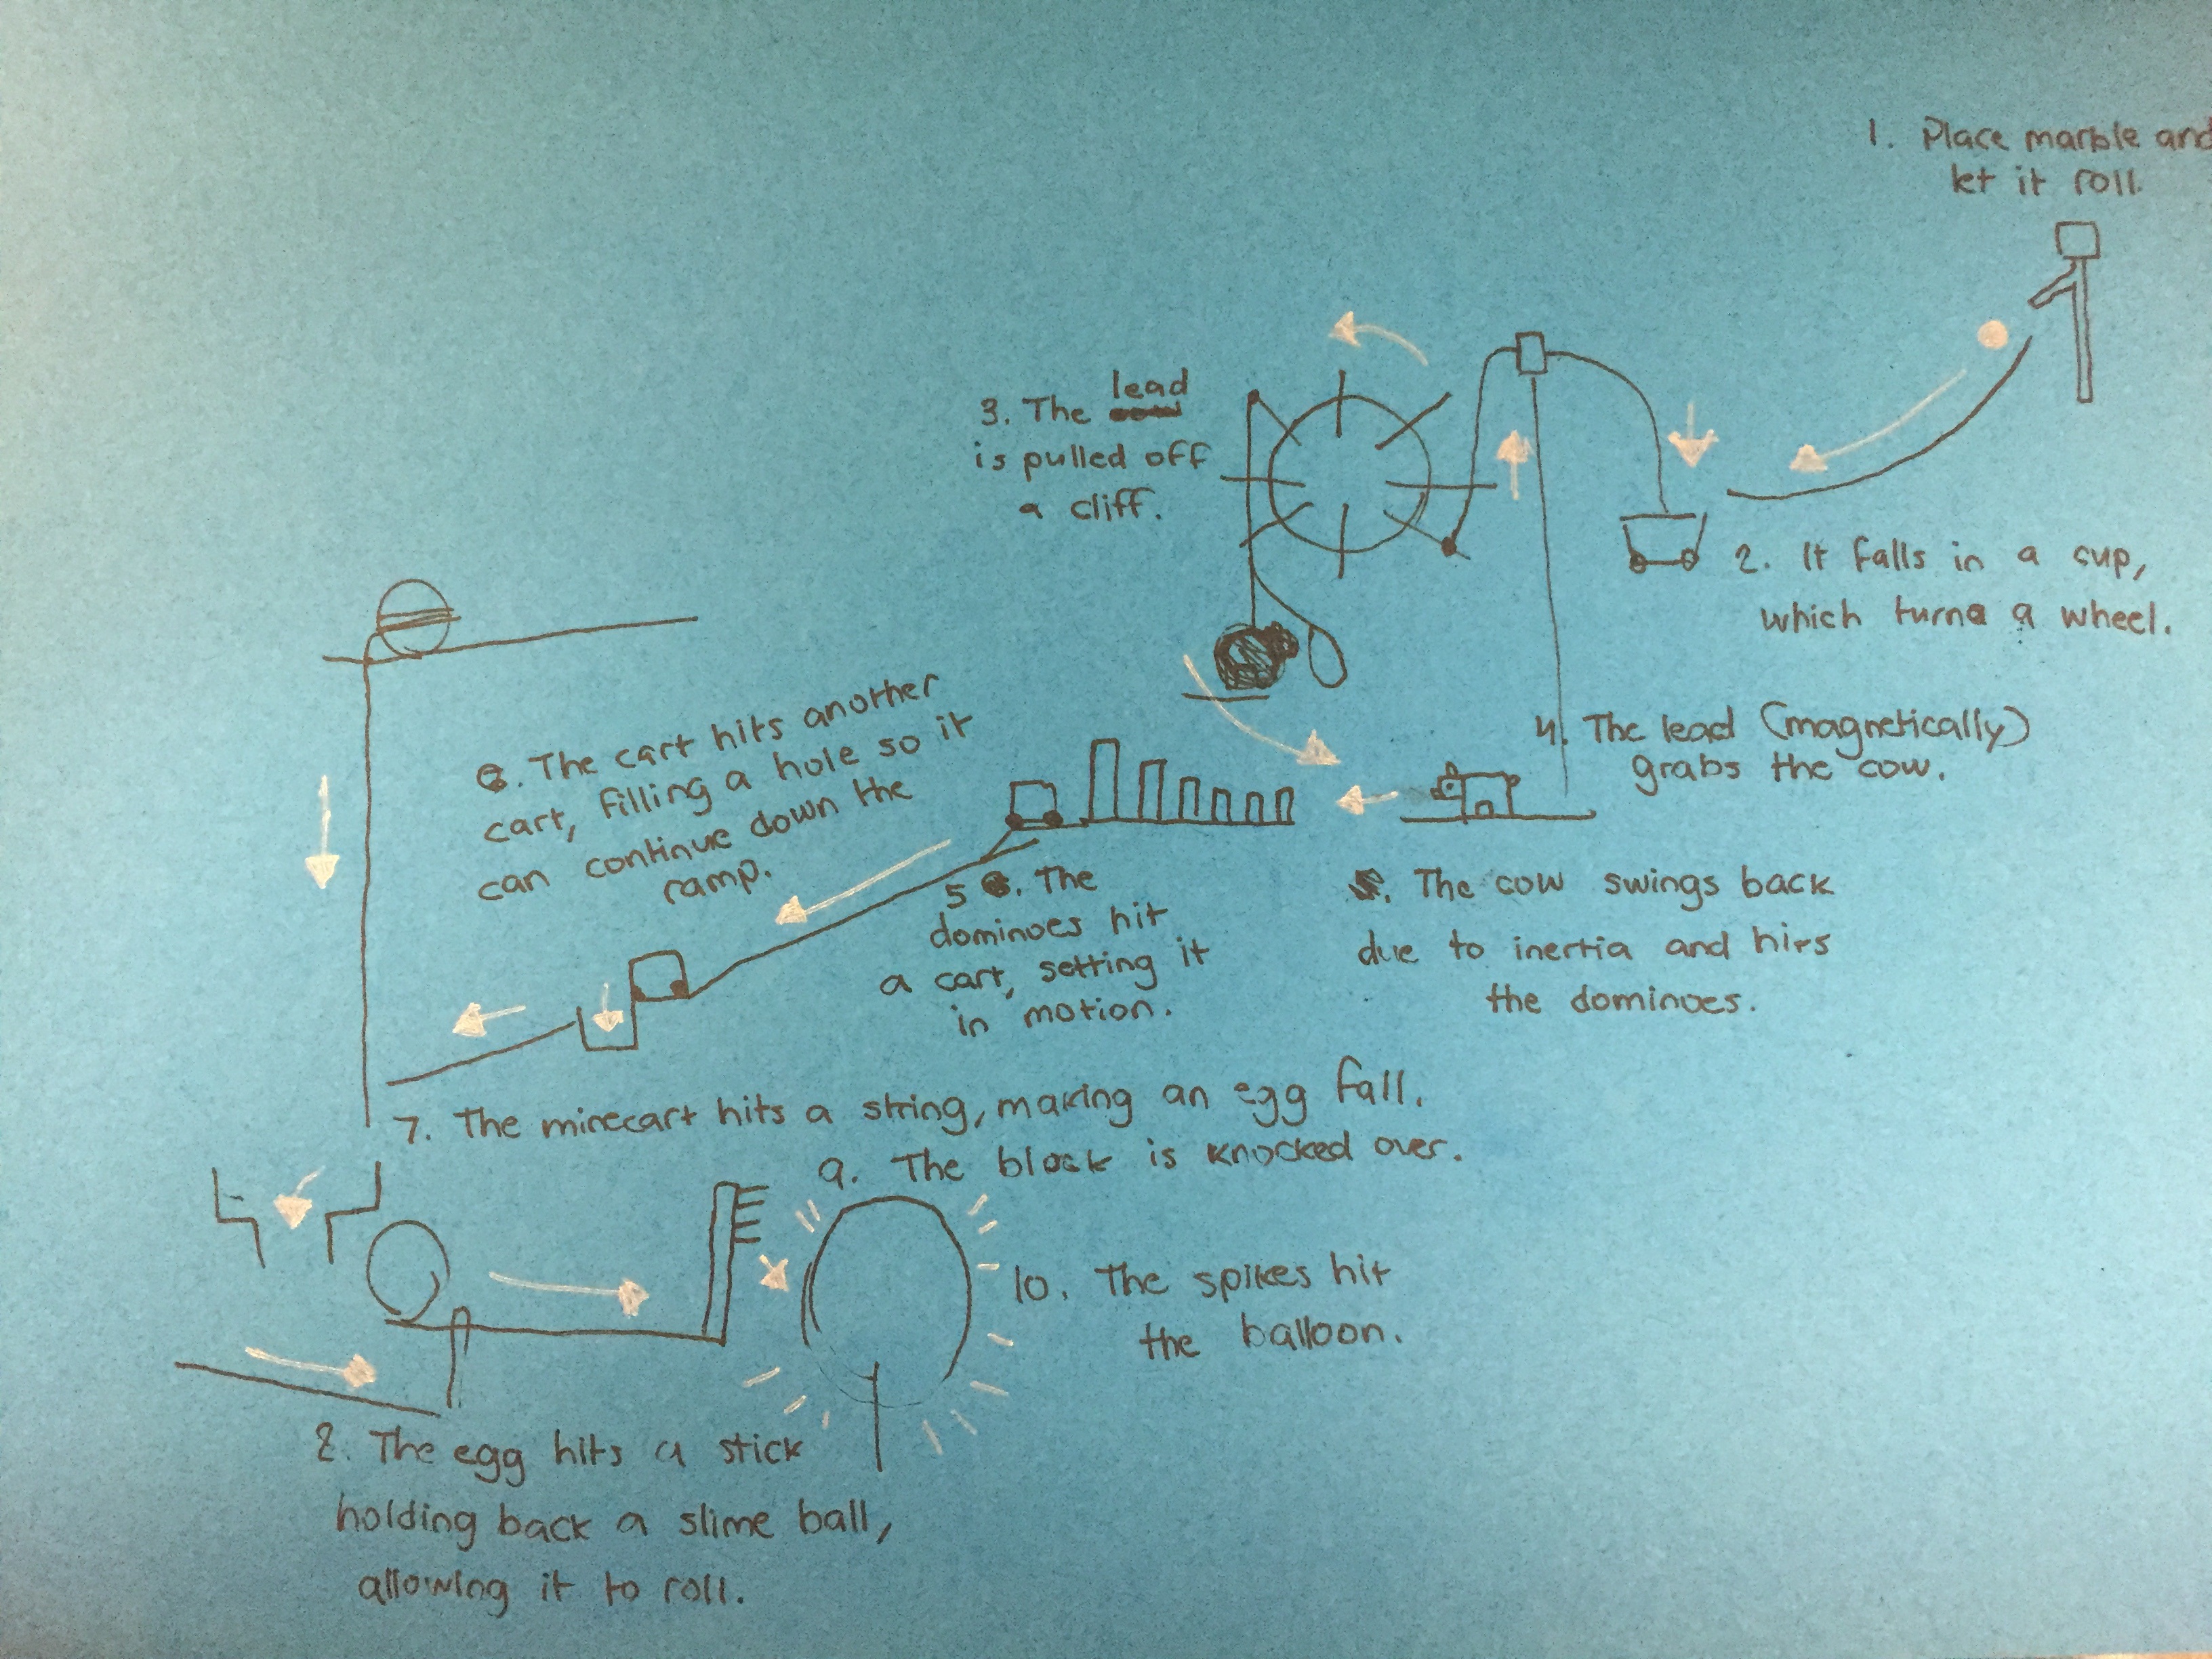 1. Place marble and
let it roll.
2. It falls in a cup,
which turns a wheel.
3. The lead
is pulled off
a cliff.
4. The lead (magnetically)
grabs the cow.
5. The cow swings back
due to inertia and hits
the dominoes.
5 6. The
dominoes hit
a cart, setting it
in motion.
6. The cart hits another
cart, filling a hole so it
can continue down the
ramp.
7. The minecart hits a string, making an egg fall.
8. The egg hits a stick
holding back a slime ball,
allowing it to roll.
9. The block is knocked over.
10. The spikes hit
the balloon.